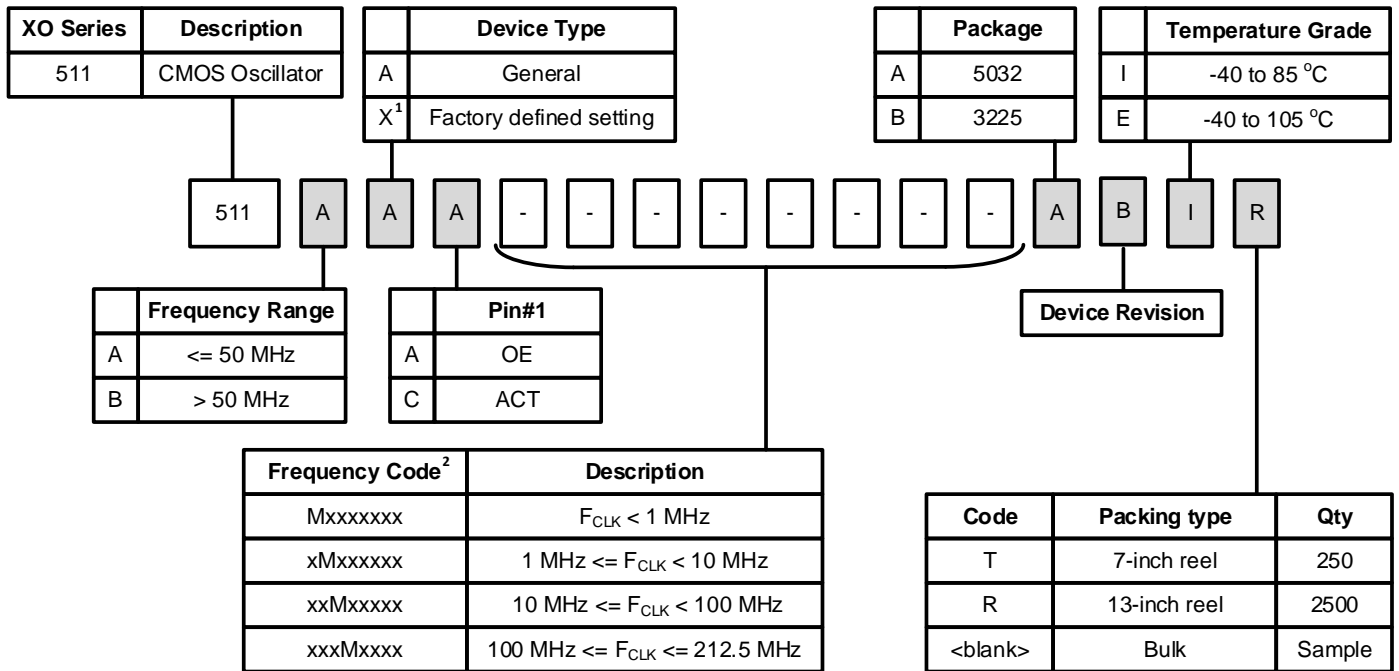 XO Series Description
511 CMOS Oscillator
Device Type
A General
X¹ Factory defined setting
Package
A 5032
B 3225
Temperature Grade
I -40 to 85 °C
E -40 to 105 °C
511 A A A - - - - - - - - A B I R
Frequency Range
A <= 50 MHz
B > 50 MHz
Pin#1
A OE
C ACT
Device Revision
Frequency Code² Description
Mxxxxxxx FCLK < 1 MHz
xMxxxxxx 1 MHz <= FCLK < 10 MHz
xxMxxxxx 10 MHz <= FCLK < 100 MHz
xxxMxxxx 100 MHz <= FCLK <= 212.5 MHz
Code Packing type Qty
T 7-inch reel 250
R 13-inch reel 2500
<blank> Bulk Sample